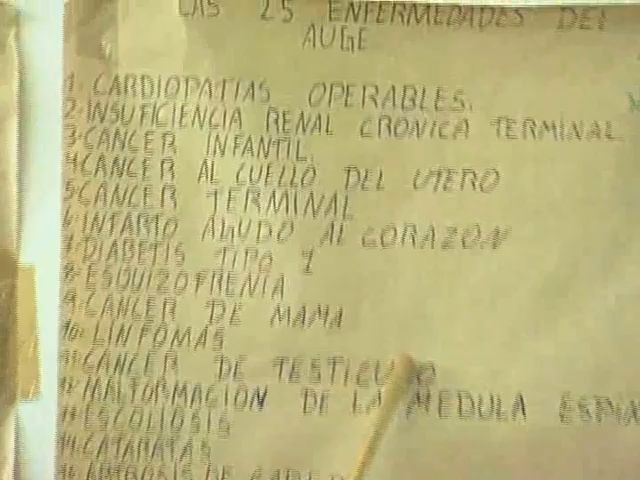 LAS 25 ENFERMEDADES DEL
AUGE
1. CARDIOPATIAS OPERABLES.
2. INSUFICIENCIA RENAL CRONICA TERMINAL
3. CANCER INFANTIL.
4 CANCER AL CUELLO DEL UTERO
5 CANCER TERMINAL
6. INFARTO AGUDO AL CORAZON
7. DIABETIS TIPO 1
8. ESQUIZOFRENIA
9. CANCER DE MAMA
10. LINFOMAS
11. CANCER DE TESTICULO
12. MALFORMACION DE LA MEDULA
ESCOLIOSIS
14. CATARATAS